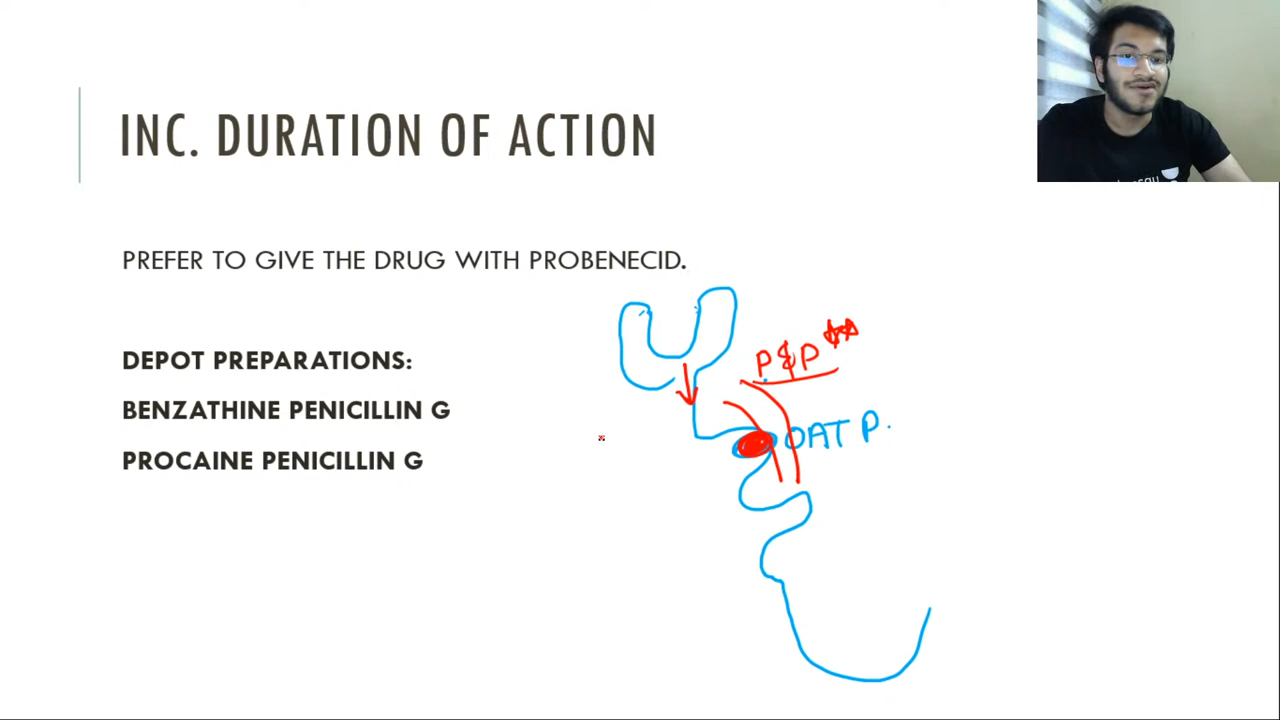 INC. DURATION OF ACTION
PREFER TO GIVE THE DRUG WITH PROBENECID.
P & P
DEPOT PREPARATIONS:
BENZATHINE PENICILLIN G
OAT P.
PROCAINE PENICILLIN G